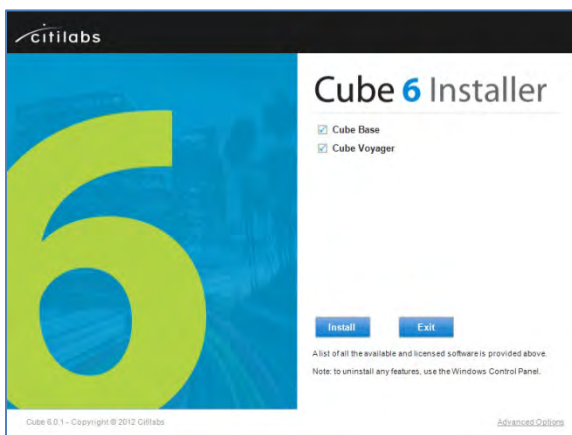 citilabs
Cube 6 Installer
Cube Base
Cube Voyager
6
Install Exit
A list of all the available and licensed software is provided above.
Note: to uninstall any features, use the Windows Control Panel.
Cube 6.0.1 - Copyright © 2012 Citilabs Advanced Options